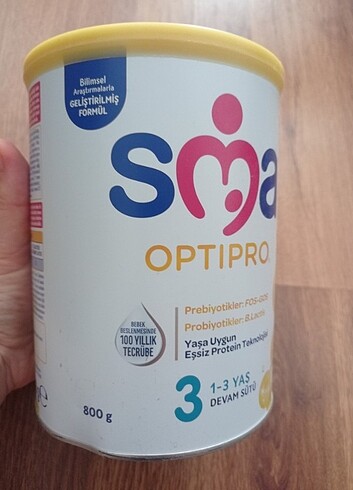 Bilimsel
Araştırmalarla
GELİŞTİRİLMİŞ
FORMÜL
sma
OPTIPRO
Prebiyotikler: FOS-GOS
Probiyotikler: B.Lactis
Yaşa Uygun
Eşsiz Protein Teknolojisi
BEBEK
BESLENMESİNDE
100 YILLIK
TECRÜBE
3
1-3 YAŞ
DEVAM SÜTÜ
800 g